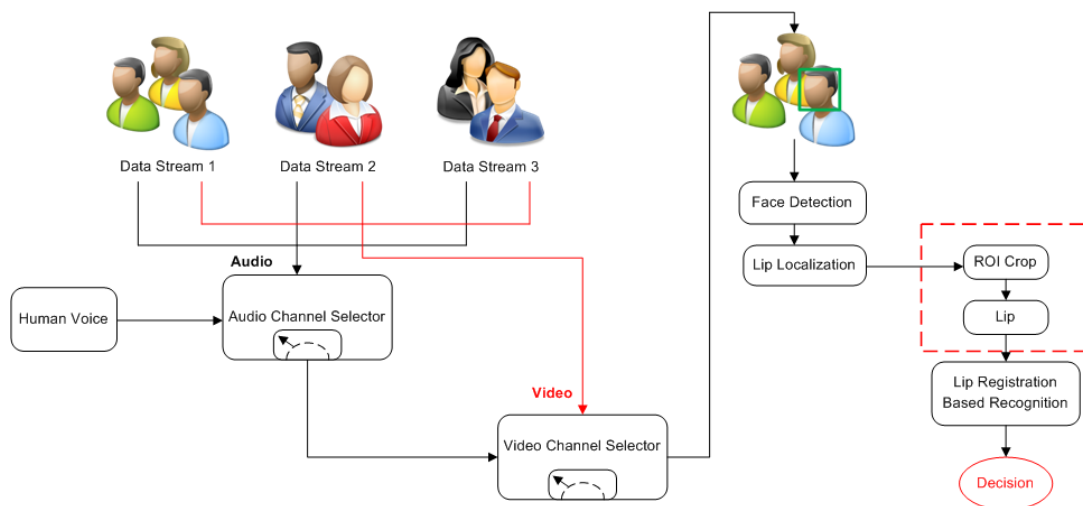 Data Stream 1
Data Stream 2
Data Stream 3
Audio
Human Voice
Audio Channel Selector
Video
Video Channel Selector
Face Detection
Lip Localization
ROI Crop
Lip
Lip Registration
Based Recognition
Decision